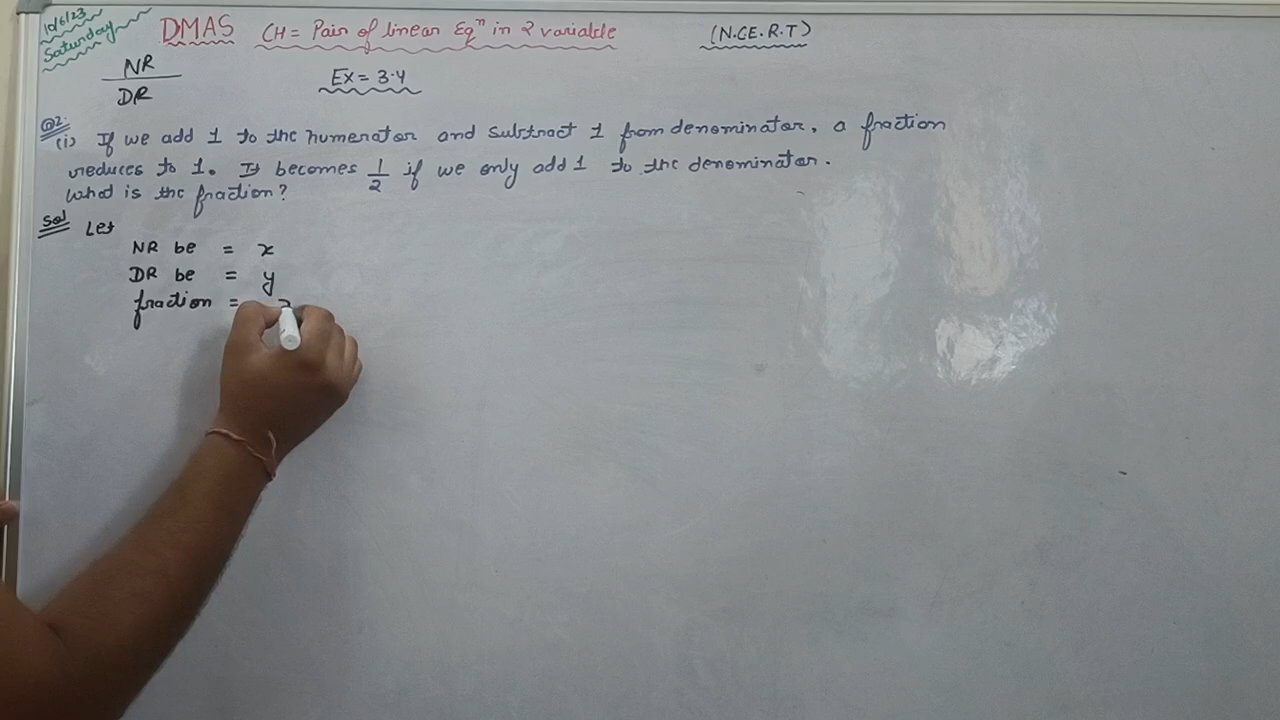 10/6/23
Saturday
DMAS CH = Pair of linear Eqⁿ in 2 variable (N.C.E.R.T)
NR
DR
Ex = 3.4
Q2.
(i) If we add 1 to the numerator and subtract 1 from denominator, a fraction
reduces to 1. It becomes 1/2 if we only add 1 to the denominator.
What is the fraction?
Sol Let
NR be = x
DR be = y
fraction =